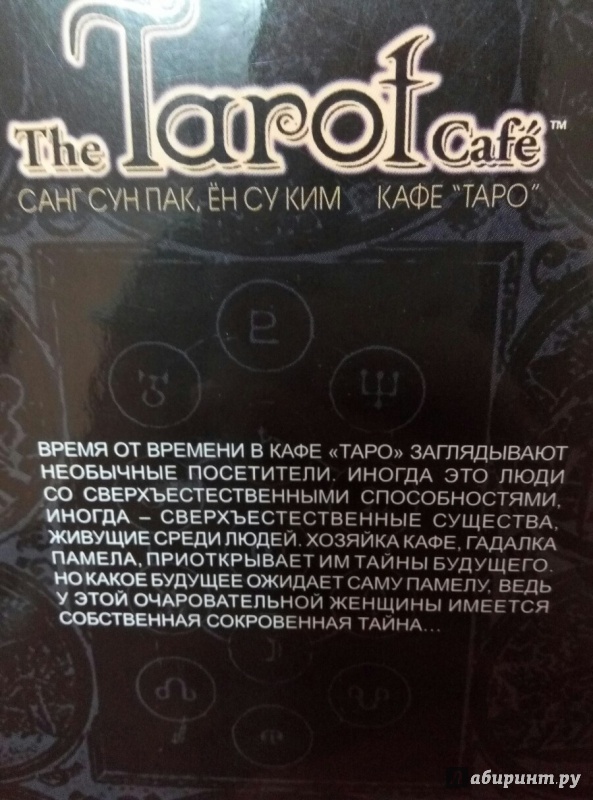 The Tarot Café™
САНГ СУН ПАК, ЁН СУ КИМ КАФЕ "ТАРО"
ВРЕМЯ ОТ ВРЕМЕНИ В КАФЕ «ТАРО» ЗАГЛЯДЫВАЮТ
НЕОБЫЧНЫЕ ПОСЕТИТЕЛИ. ИНОГДА ЭТО ЛЮДИ
СО СВЕРХЪЕСТЕСТВЕННЫМИ СПОСОБНОСТЯМИ,
ИНОГДА – СВЕРХЪЕСТЕСТВЕННЫЕ СУЩЕСТВА,
ЖИВУЩИЕ СРЕДИ ЛЮДЕЙ. ХОЗЯЙКА КАФЕ, ГАДАЛКА
ПАМЕЛА, ПРИОТКРЫВАЕТ ИМ ТАЙНЫ БУДУЩЕГО.
НО КАКОЕ БУДУЩЕЕ ОЖИДАЕТ САМУ ПАМЕЛУ, ВЕДЬ
У ЭТОЙ ОЧАРОВАТЕЛЬНОЙ ЖЕНЩИНЫ ИМЕЕТСЯ
СОБСТВЕННАЯ СОКРОВЕННАЯ ТАЙНА...
абиринт.ру